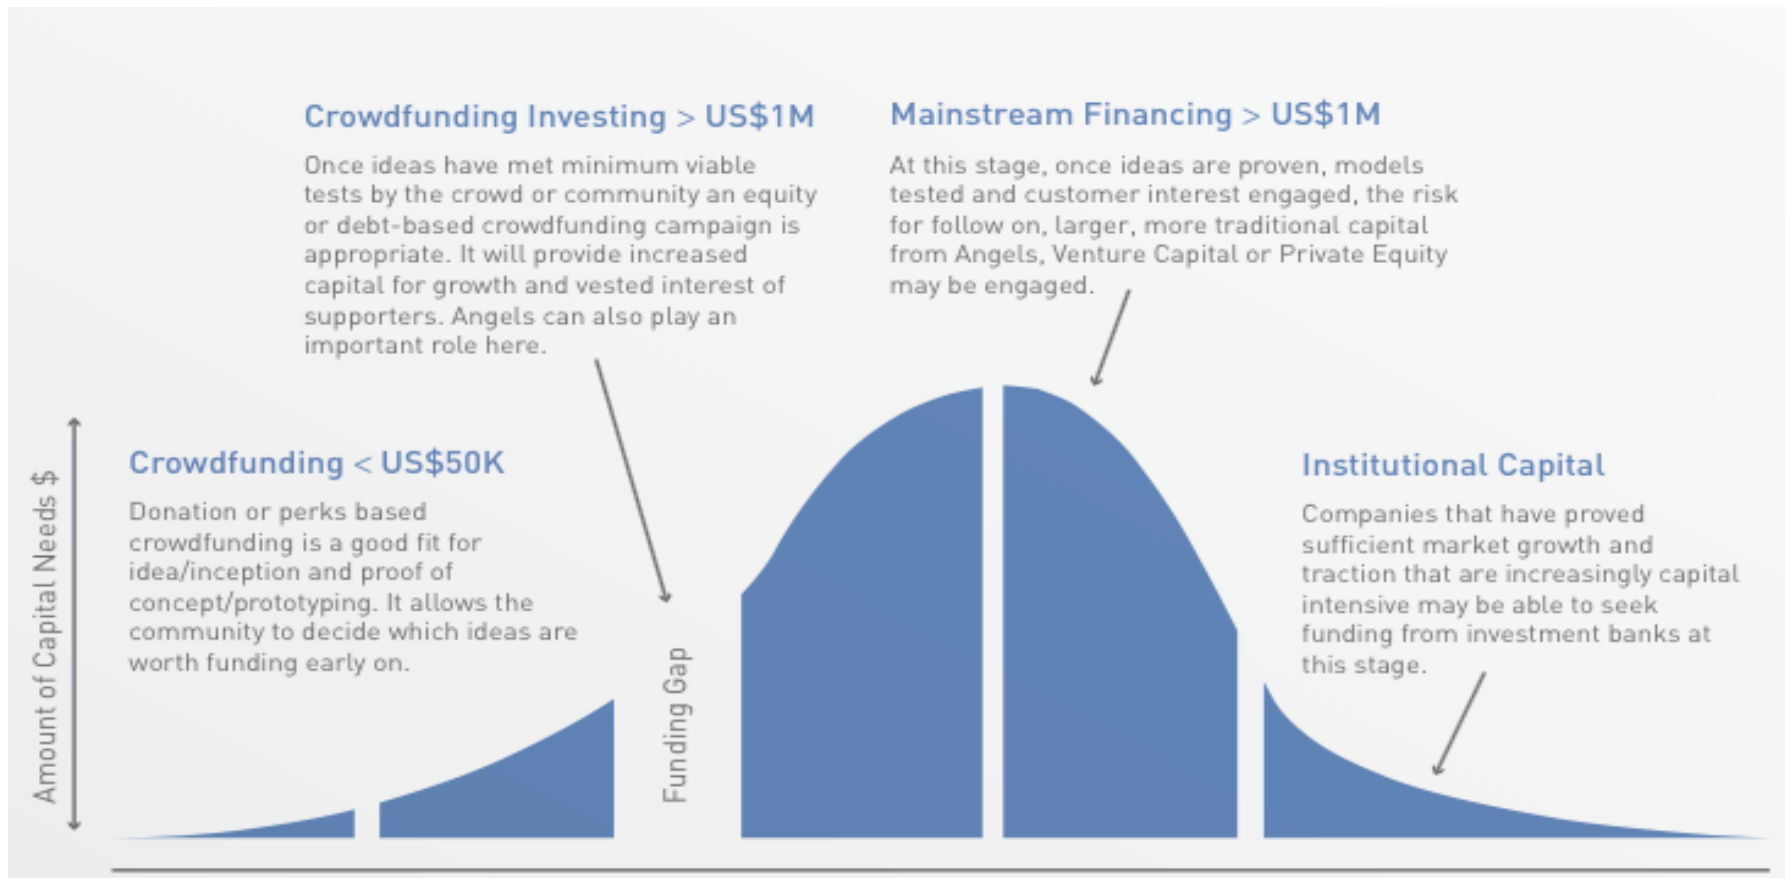 Crowdfunding Investing > US$1M
Once ideas have met minimum viable
tests by the crowd or community an equity
or debt-based crowdfunding campaign is
appropriate. It will provide increased
capital for growth and vested interest of
supporters. Angels can also play an
important role here.
Mainstream Financing > US$1M
At this stage, once ideas are proven, models
tested and customer interest engaged, the risk
for follow on, larger, more traditional capital
from Angels, Venture Capital or Private Equity
may be engaged.
Amount of Capital Needs $
Crowdfunding < US$50K
Donation or perks based
crowdfunding is a good fit for
idea/inception and proof of
concept/prototyping. It allows the
community to decide which ideas are
worth funding early on.
Funding Gap
Institutional Capital
Companies that have proved
sufficient market growth and
traction that are increasingly capital
intensive may be able to seek
funding from investment banks at
this stage.